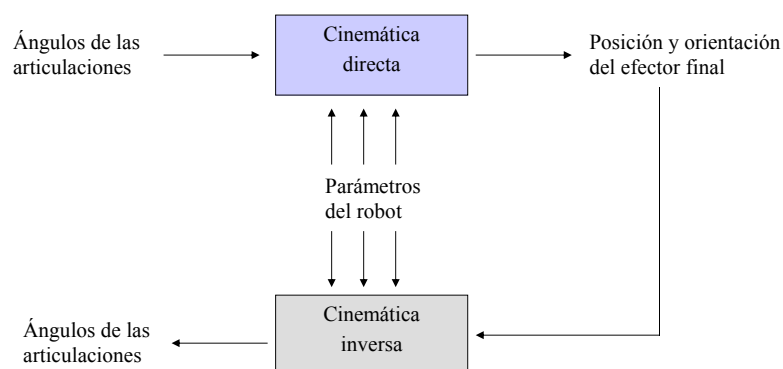 Ángulos de las
articulaciones
Cinemática
directa
Posición y orientación
del efector final
Parámetros
del robot
Ángulos de las
articulaciones
Cinemática
inversa